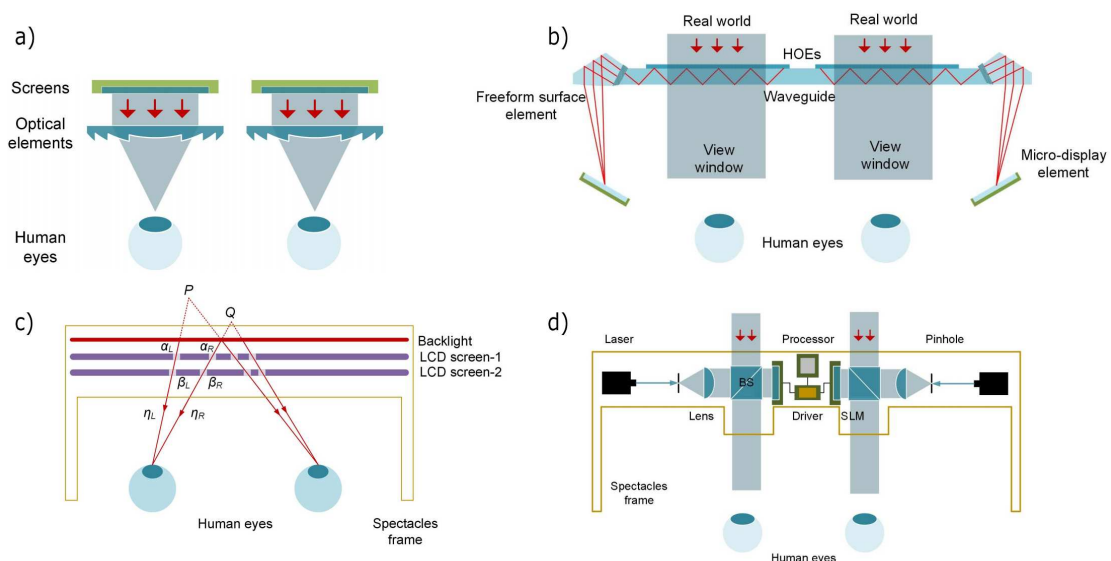 a)
Screens
Optical
elements
Human
eyes
b)
Real world
Real world
HOEs
Freeform surface
element
Waveguide
View
window
View
window
Micro-display
element
Human eyes
c)
P
Q
Backlight
αL
αR
LCD screen-1
LCD screen-2
βL
βR
ηL
ηR
Human eyes
Spectacles
frame
d)
Laser
Processor
Pinhole
BS
Lens
Driver
SLM
Spectacles
frame
Human eyes